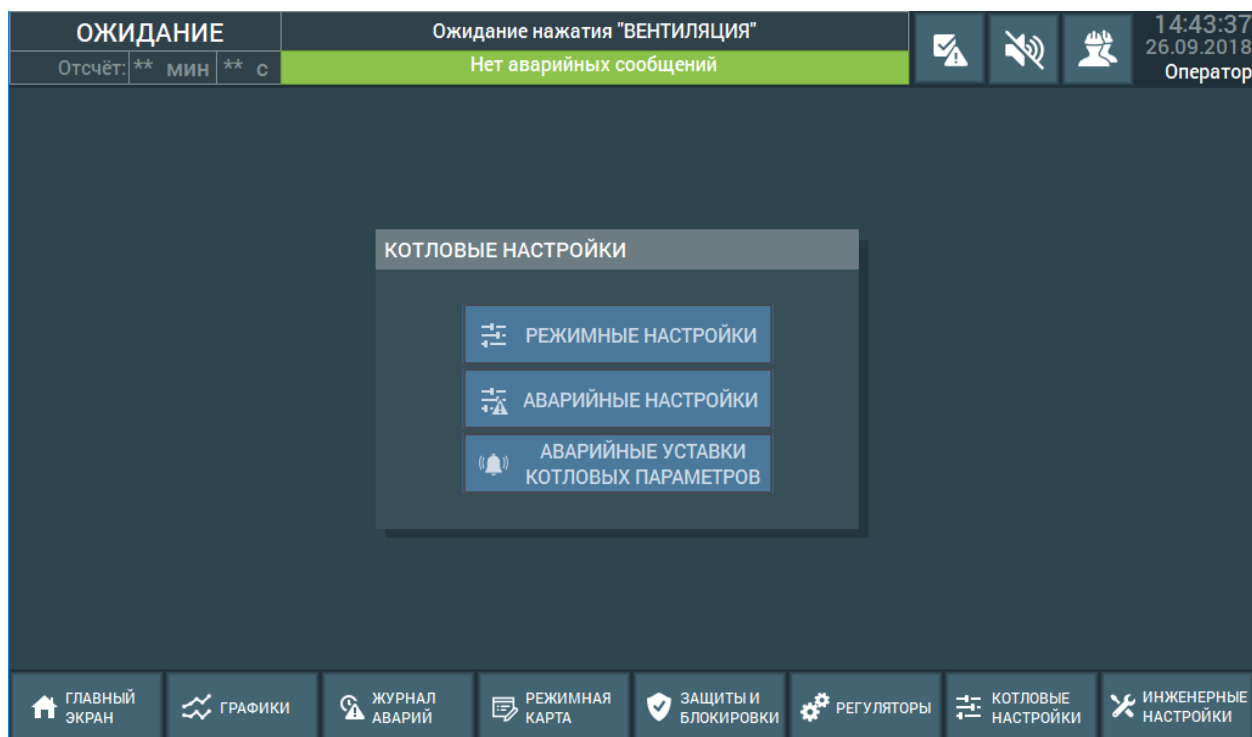 ОЖИДАНИЕ
Отсчёт: ** мин ** с
Ожидание нажатия "ВЕНТИЛЯЦИЯ"
Нет аварийных сообщений
14:43:37
26.09.2018
Оператор
КОТЛОВЫЕ НАСТРОЙКИ
РЕЖИМНЫЕ НАСТРОЙКИ
АВАРИЙНЫЕ НАСТРОЙКИ
АВАРИЙНЫЕ УСТАВКИ
КОТЛОВЫХ ПАРАМЕТРОВ
ГЛАВНЫЙ
ЭКРАН
ГРАФИКИ
ЖУРНАЛ
АВАРИЙ
РЕЖИМНАЯ
КАРТА
ЗАЩИТЫ И
БЛОКИРОВКИ
РЕГУЛЯТОРЫ
КОТЛОВЫЕ
НАСТРОЙКИ
ИНЖЕНЕРНЫЕ
НАСТРОЙКИ